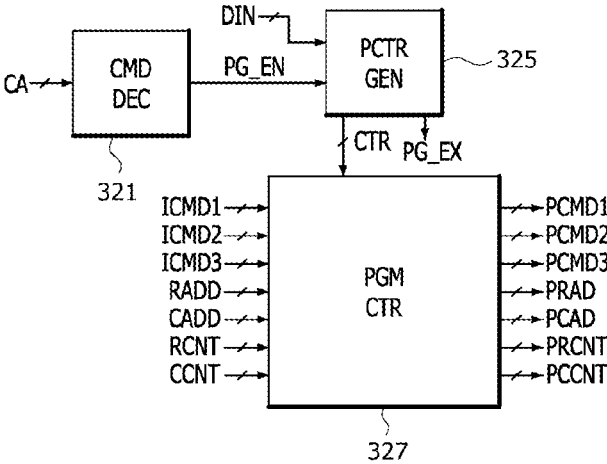 DIN
CMD
DEC
PCTR
GEN
325
CA
PG_EN
321
CTR
PG_EX
ICMD1
ICMD2
ICMD3
RADD
CADD
RCNT
CCNT
PGM
CTR
PCMD1
PCMD2
PCMD3
PRAD
PCAD
PRCNT
PCCNT
327